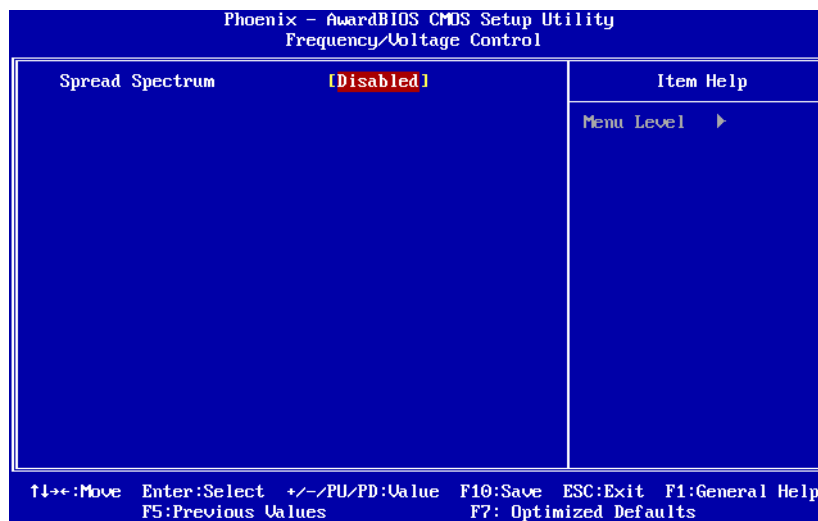 Phoenix - AwardBIOS CMOS Setup Utility
Frequency/Voltage Control
Spread Spectrum [Disabled]
Item Help
Menu Level ▶
↑↓→←:Move Enter:Select +/-/PU/PD:Value F10:Save ESC:Exit F1:General Help
F5:Previous Values F7: Optimized Defaults